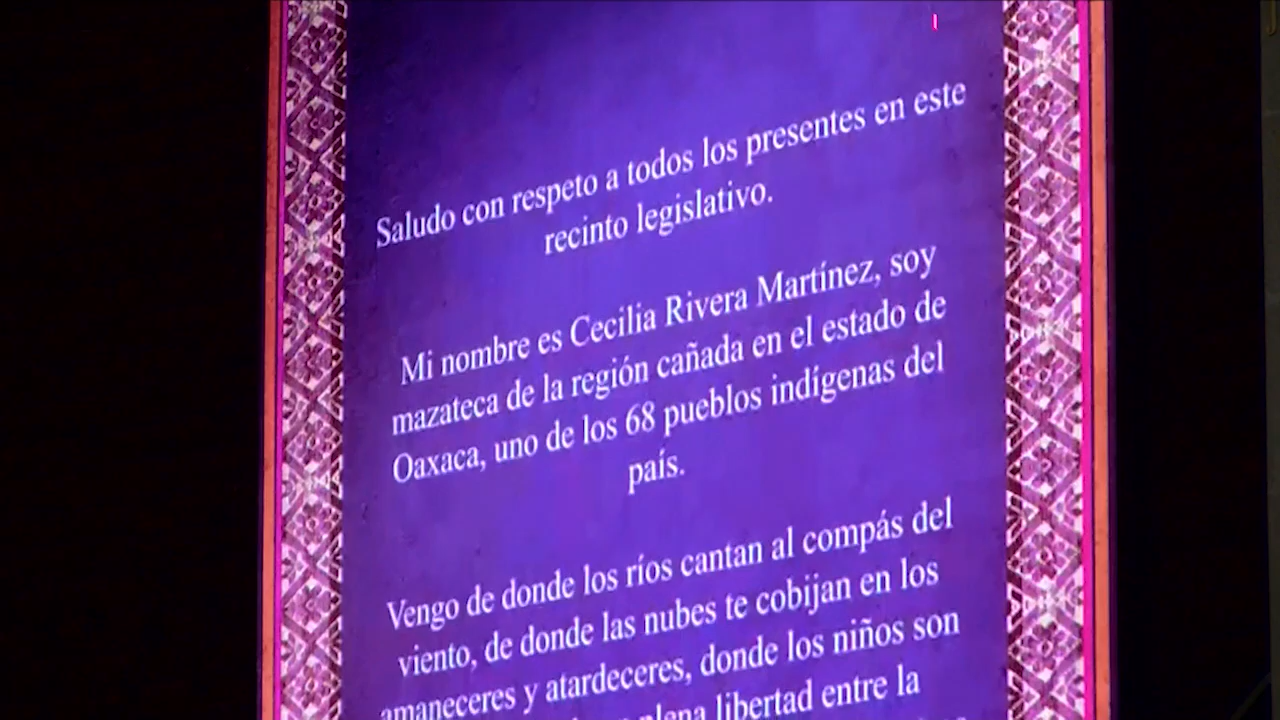 Saludo con respeto a todos los presentes en este
recinto legislativo.
Mi nombre es Cecilia Rivera Martínez, soy
mazateca de la región cañada en el estado de
Oaxaca, uno de los 68 pueblos indígenas del
país.
Vengo de donde los ríos cantan al compás del
viento, de donde las nubes te cobijan en los
amaneceres y atardeceres, donde los niños son
plena libertad entre la